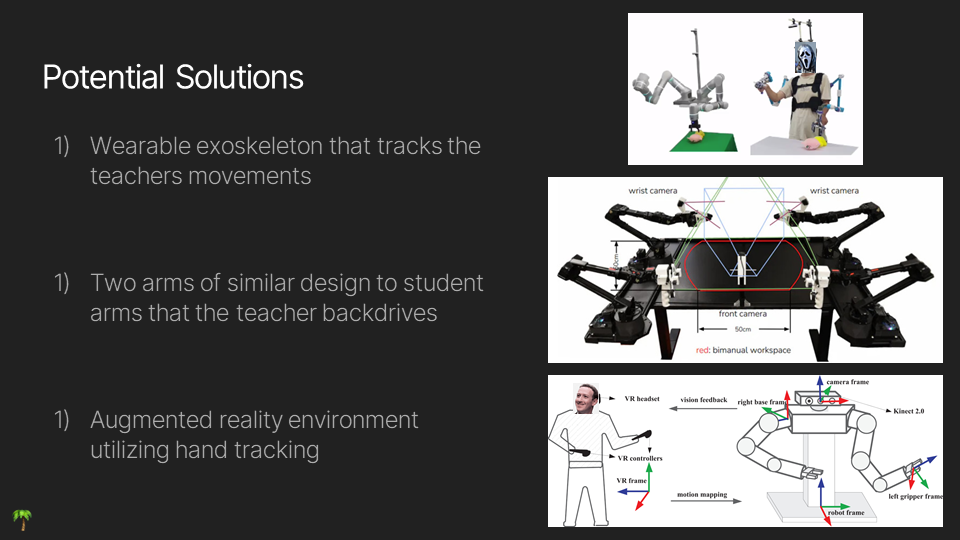 Potential Solutions
1) Wearable exoskeleton that tracks the
teachers movements
1) Two arms of similar design to student
arms that the teacher backdrives
1) Augmented reality environment
utilizing hand tracking
wrist camera
wrist camera
front camera
50cm
red: bimanual workspace
camera frame
VR headset
vision feedback
right base frame
Kinect 2.0
VR controllers
VR frame
motion mapping
left gripper frame
robot frame